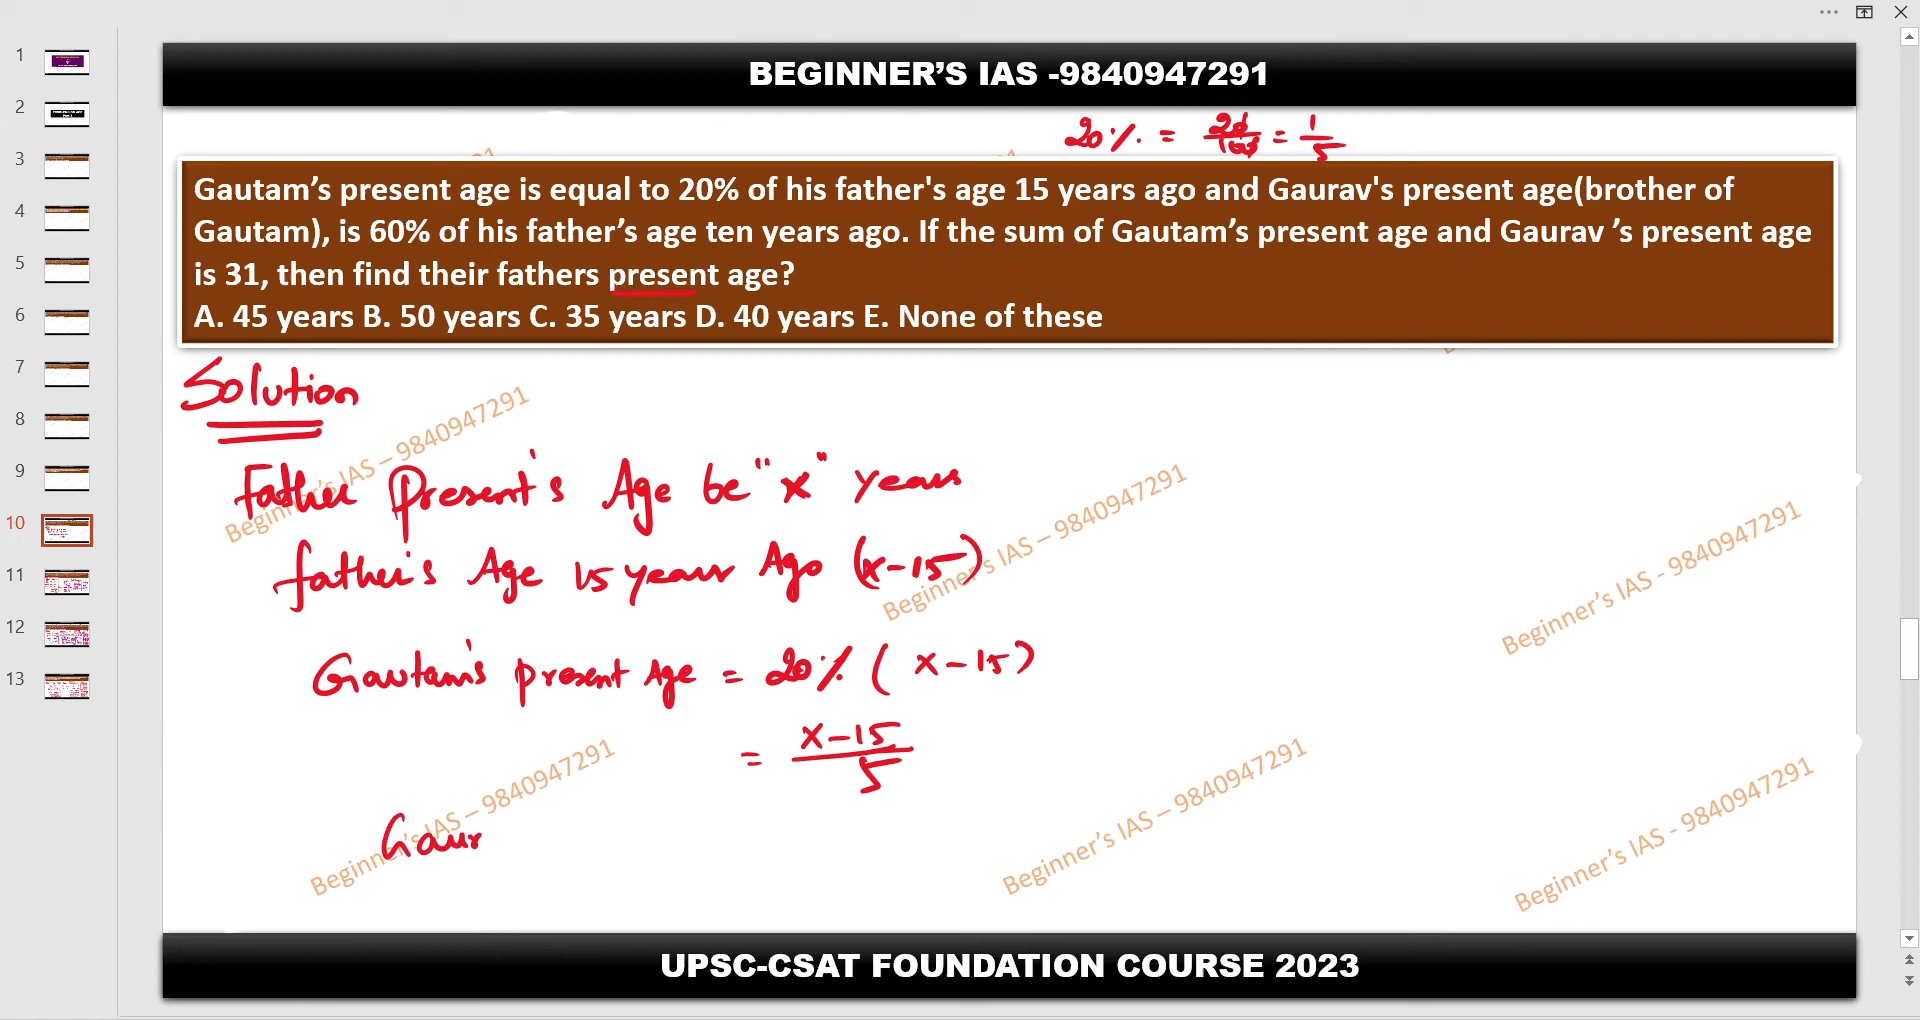 BEGINNER’S IAS -9840947291
20% = 20/100 = 1/5
Gautam’s present age is equal to 20% of his father's age 15 years ago and Gaurav's present age(brother of
Gautam), is 60% of his father’s age ten years ago. If the sum of Gautam’s present age and Gaurav ’s present age
is 31, then find their fathers present age?
A. 45 years B. 50 years C. 35 years D. 40 years E. None of these
Solution
Father Present's Age be "x" years
father's Age 15 years Ago (x-15)
Gautam's present Age = 20% (x-15)
= x-15/5
Gaur
Beginner’s IAS – 9840947291
Beginner’s IAS – 9840947291
Beginner’s IAS - 9840947291
Beginner’s IAS – 9840947291
Beginner’s IAS – 9840947291
Beginner’s IAS - 9840947291
UPSC-CSAT FOUNDATION COURSE 2023
1
2
3
4
5
6
7
8
9
10
11
12
13